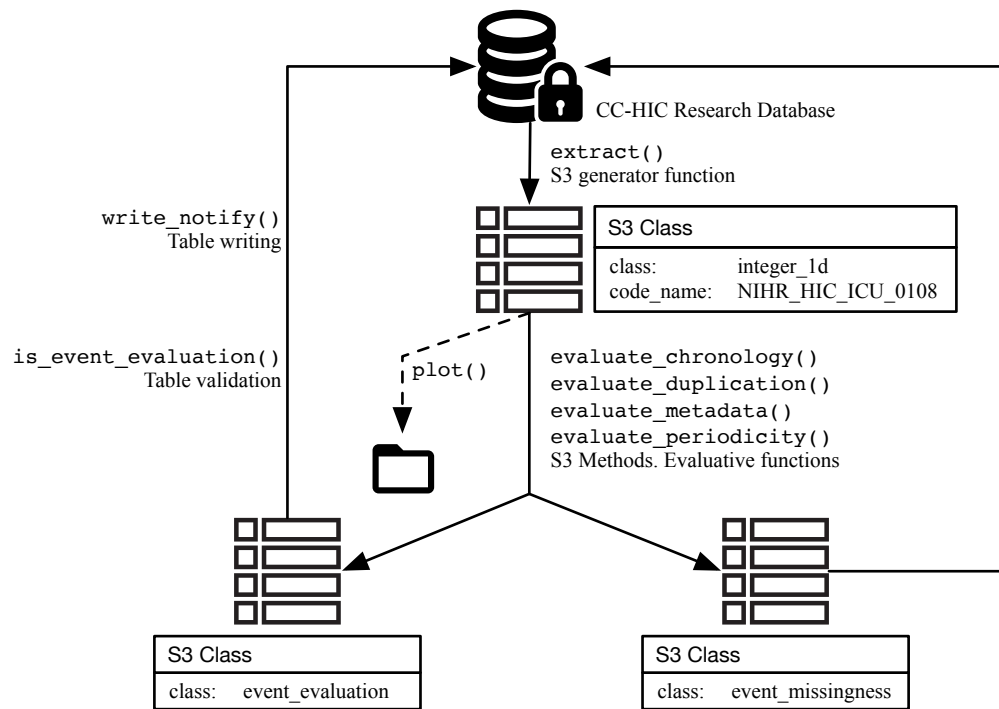 CC-HIC Research Database
extract()
S3 generator function
write_notify()
Table writing
S3 Class
class: integer_1d
code_name: NIHR_HIC_ICU_0108
is_event_evaluation()
Table validation
plot()
evaluate_chronology()
evaluate_duplication()
evaluate_metadata()
evaluate_periodicity()
S3 Methods. Evaluative functions
S3 Class
class: event_evaluation
S3 Class
class: event_missingness